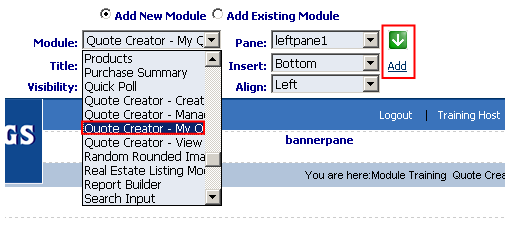 Add New Module Add Existing Module
Module: Quote Creator - My Q Pane: leftpane1
Title: Insert: Bottom Add
Visibility: Align: Left
Products
Purchase Summary
Quick Poll
Quote Creator - Creat
Quote Creator - Manag
Quote Creator - My O
Quote Creator - View
Random Rounded Ima
Real Estate Listing Mod
Report Builder
Search Input
GS
Logout | Training Host
bannerpane
You are here:Module Training Quote Crea